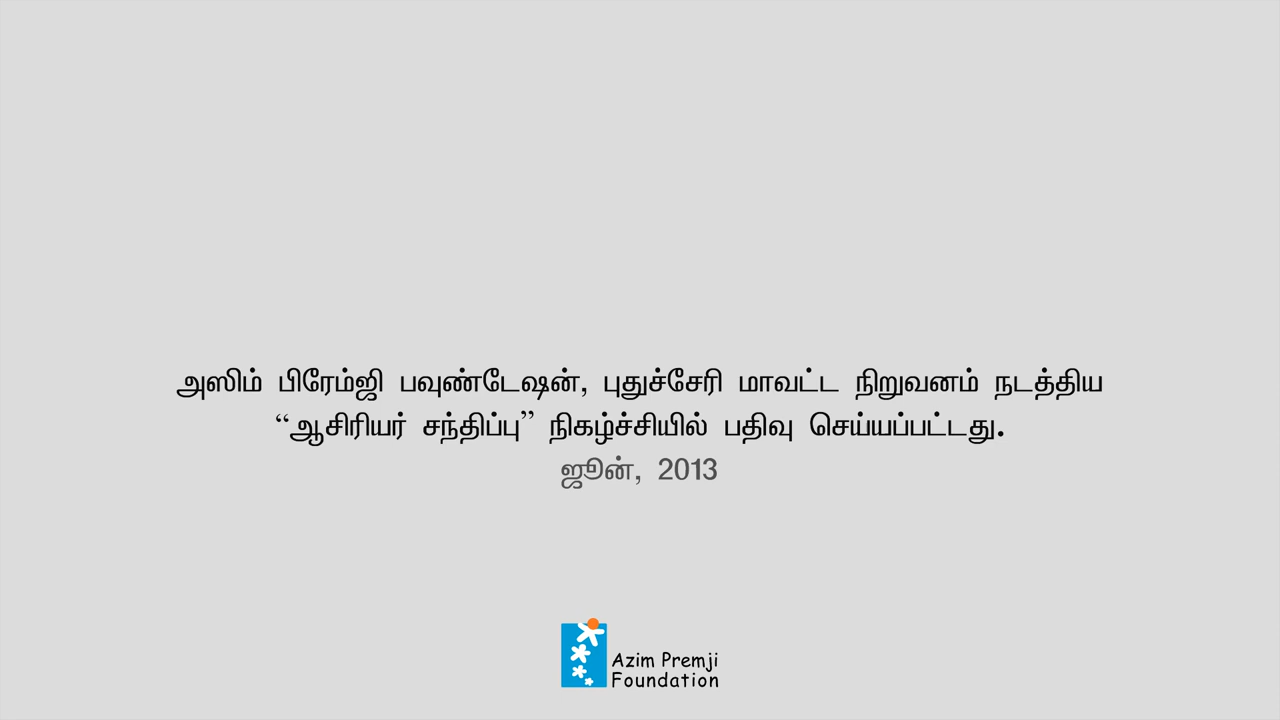 அஸிம் பிரேம்ஜி பவுண்டேஷன், புதுச்சேரி மாவட்ட நிறுவனம் நடத்திய
“ஆசிரியர் சந்திப்பு” நிகழ்ச்சியில் பதிவு செய்யப்பட்டது.
ஜூன், 2013
Azim Premji
Foundation